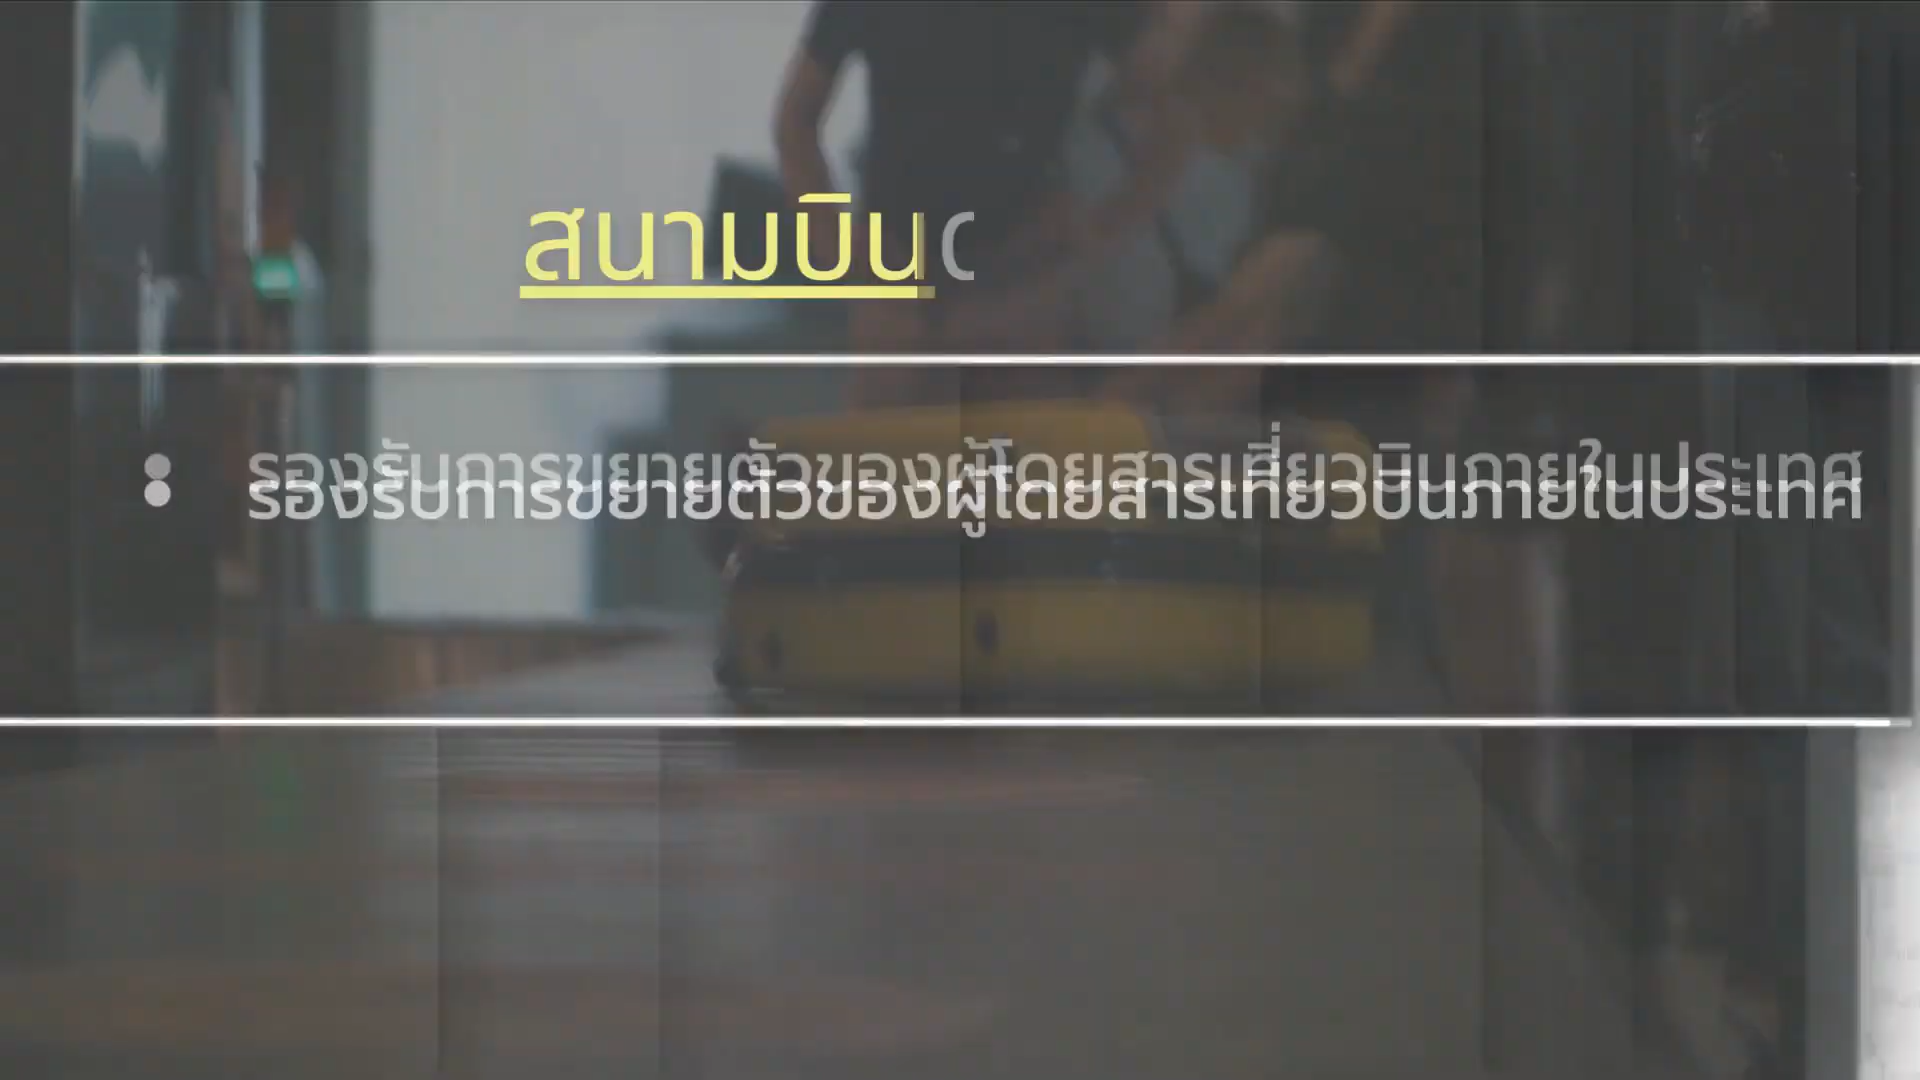 สนามบิน
รองรับการขยายตัวของผู้โดยสารเที่ยวบินภายในประเทศ